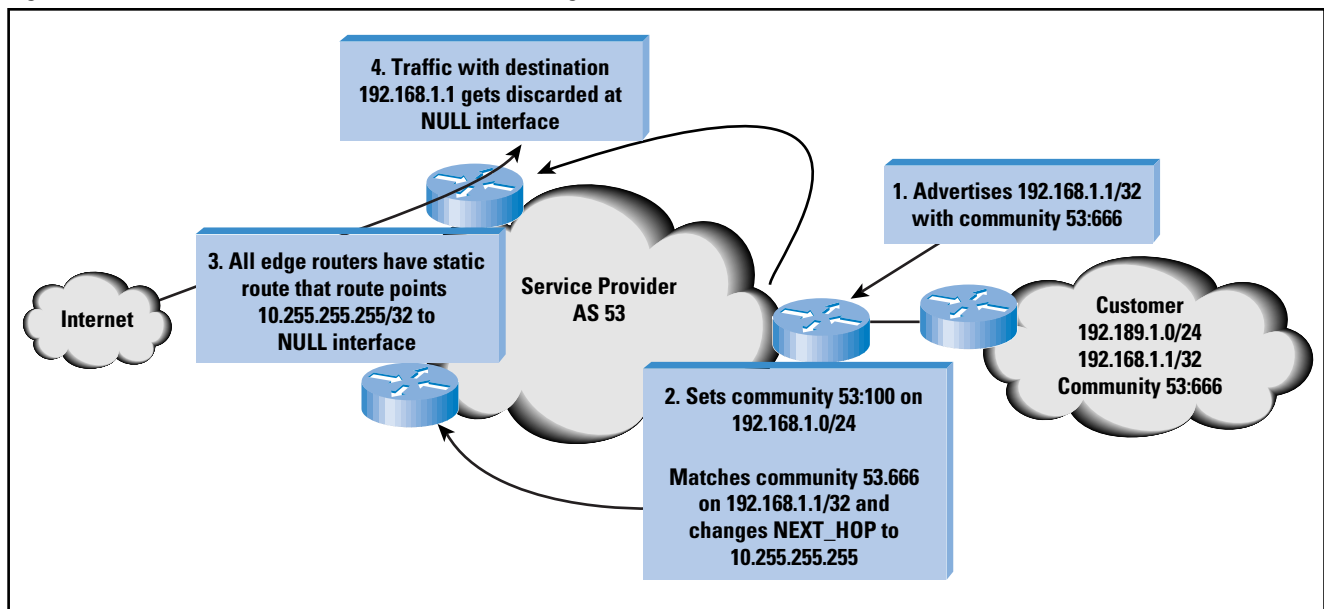 4. Traffic with destination
192.168.1.1 gets discarded at
NULL interface
1. Advertises 192.168.1.1/32
with community 53:666
3. All edge routers have static
route that route points
10.255.255.255/32 to
NULL interface
Internet
Service Provider
AS 53
Customer
192.189.1.0/24
192.168.1.1/32
Community 53:666
2. Sets community 53:100 on
192.168.1.0/24
Matches community 53.666
on 192.168.1.1/32 and
changes NEXT_HOP to
10.255.255.255